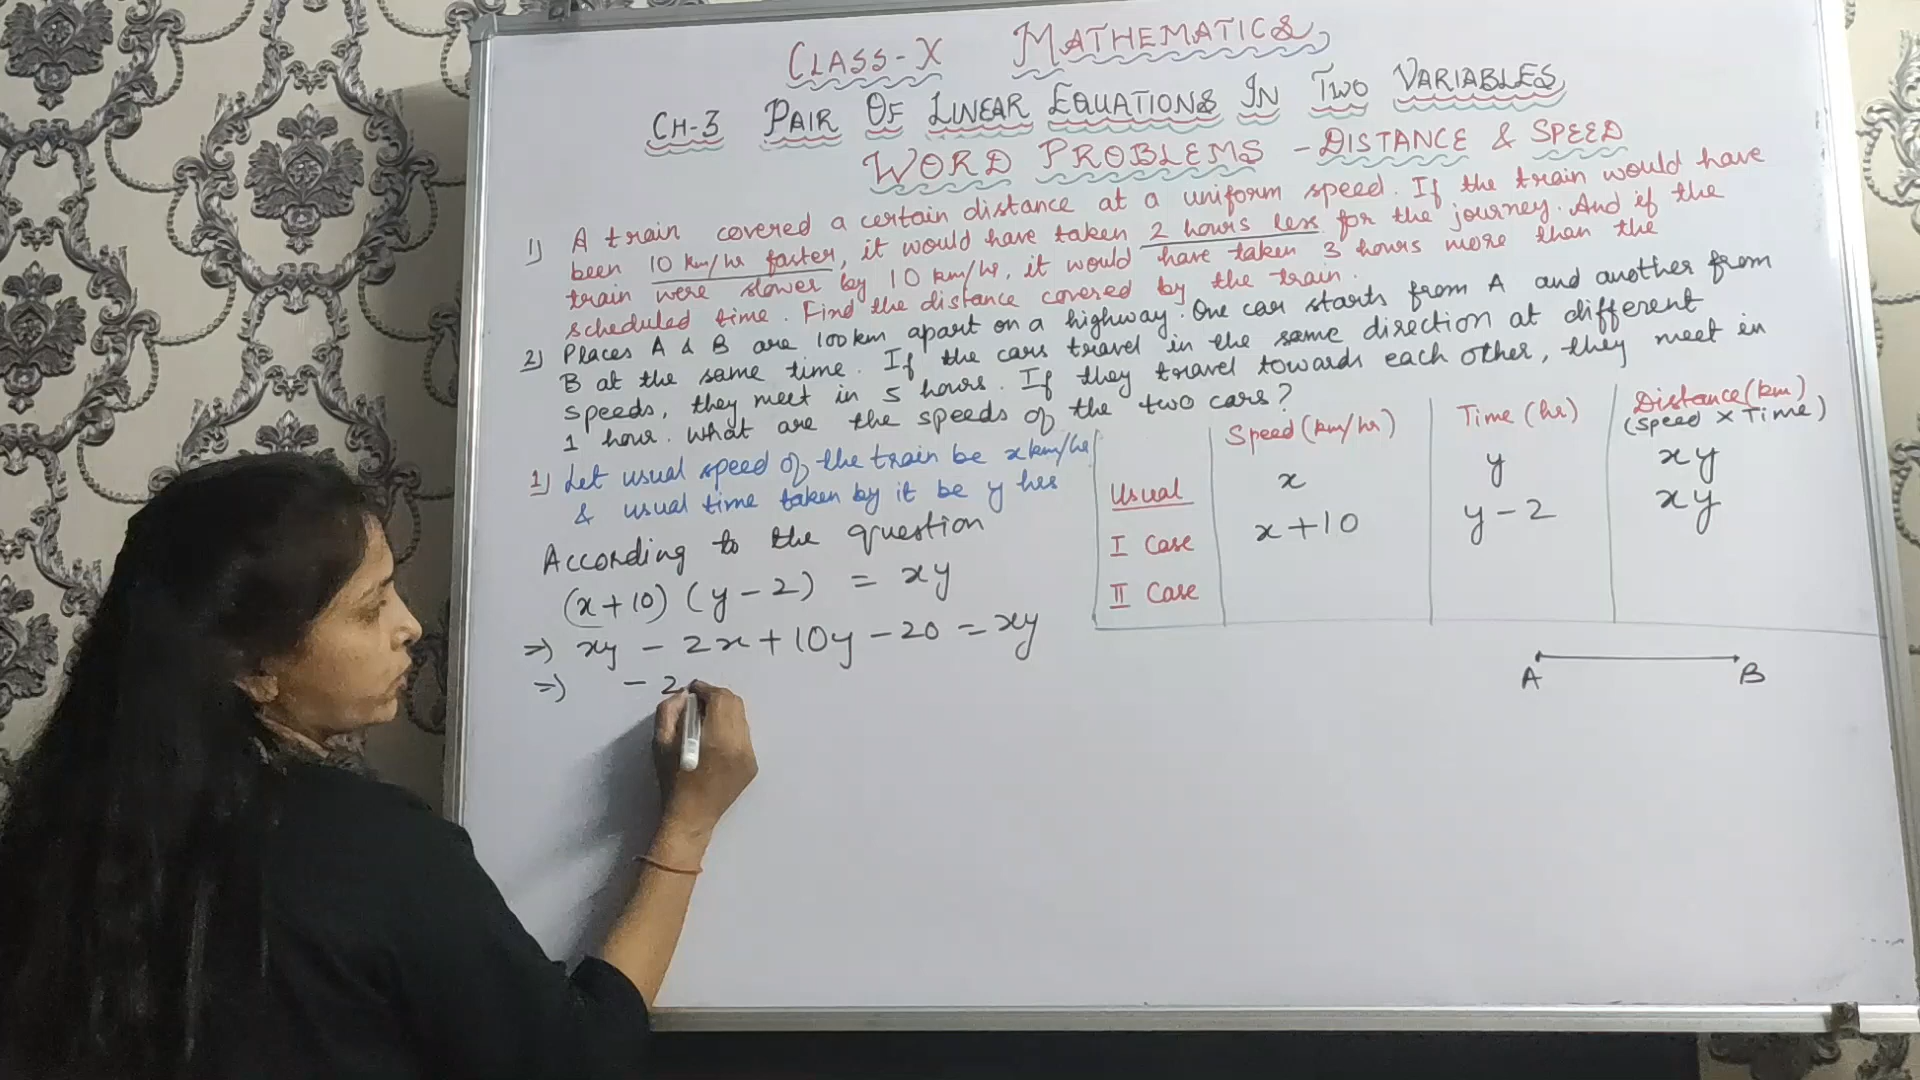 CLASS-X MATHEMATICS
CH-3 PAIR OF LINEAR EQUATIONS IN TWO VARIABLES
WORD PROBLEMS - DISTANCE & SPEED
1) A train covered a certain distance at a uniform speed. If the train would have
been 10 km/hr faster, it would have taken 2 hours less for the journey. And if the
train were slower by 10 km/hr, it would have taken 3 hours more than the
scheduled time. Find the distance covered by the train.
2) Places A & B are 100 km apart on a highway. One car starts from A and another from
B at the same time. If the cars travel in the same direction at different
speeds, they meet in 5 hours. If they travel towards each other, they meet in
1 hour. What are the speeds of the two cars?
1) Let usual speed of the train be x km/hr
& usual time taken by it be y hrs
According to the question
(x+10) (y-2) = xy
=) xy - 2x + 10y - 20 = xy
=) - 2
Speed (km/hr) Time (hr) Distance (km)
(Speed × Time)
Usual x y xy
I Case x+10 y-2 xy
II Case
A B